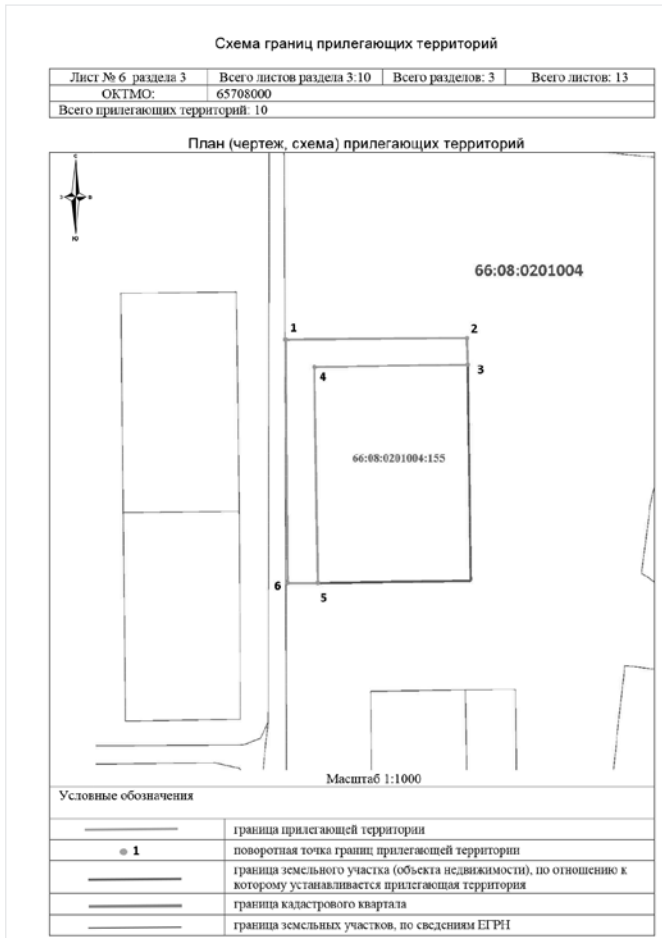 Схема границ прилегающих территорий
Лист № 6 раздела 3 Всего листов раздела 3:10 Всего разделов: 3 Всего листов: 13
ОКТМО: 65708000
Всего прилегающих территорий: 10
План (чертеж, схема) прилегающих территорий
С
З В
Ю
66:08:0201004
1 2
4 3
66:08:0201004:155
6 5
Масштаб 1:1000
Условные обозначения
граница прилегающей территории
1 поворотная точка границ прилегающей территории
граница земельного участка (объекта недвижимости), по отношению к
которому устанавливается прилегающая территория
граница кадастрового квартала
граница земельных участков, по сведениям ЕГРН